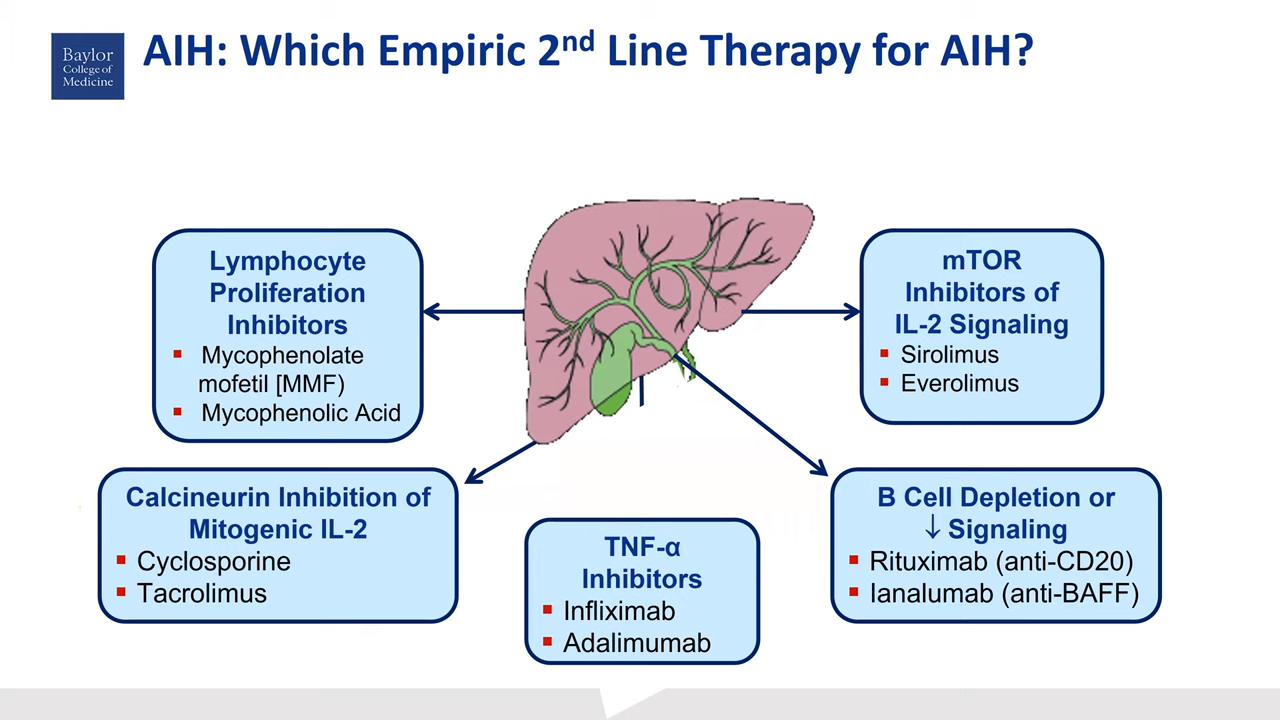 Baylor
College of
Medicine
AIH: Which Empiric 2nd Line Therapy for AIH?
Lymphocyte
Proliferation
Inhibitors
▪ Mycophenolate
mofetil [MMF)
▪ Mycophenolic Acid
mTOR
Inhibitors of
IL-2 Signaling
▪ Sirolimus
▪ Everolimus
Calcineurin Inhibition of
Mitogenic IL-2
▪ Cyclosporine
▪ Tacrolimus
TNF-α
Inhibitors
▪ Infliximab
▪ Adalimumab
B Cell Depletion or
↓ Signaling
▪ Rituximab (anti-CD20)
▪ Ianalumab (anti-BAFF)